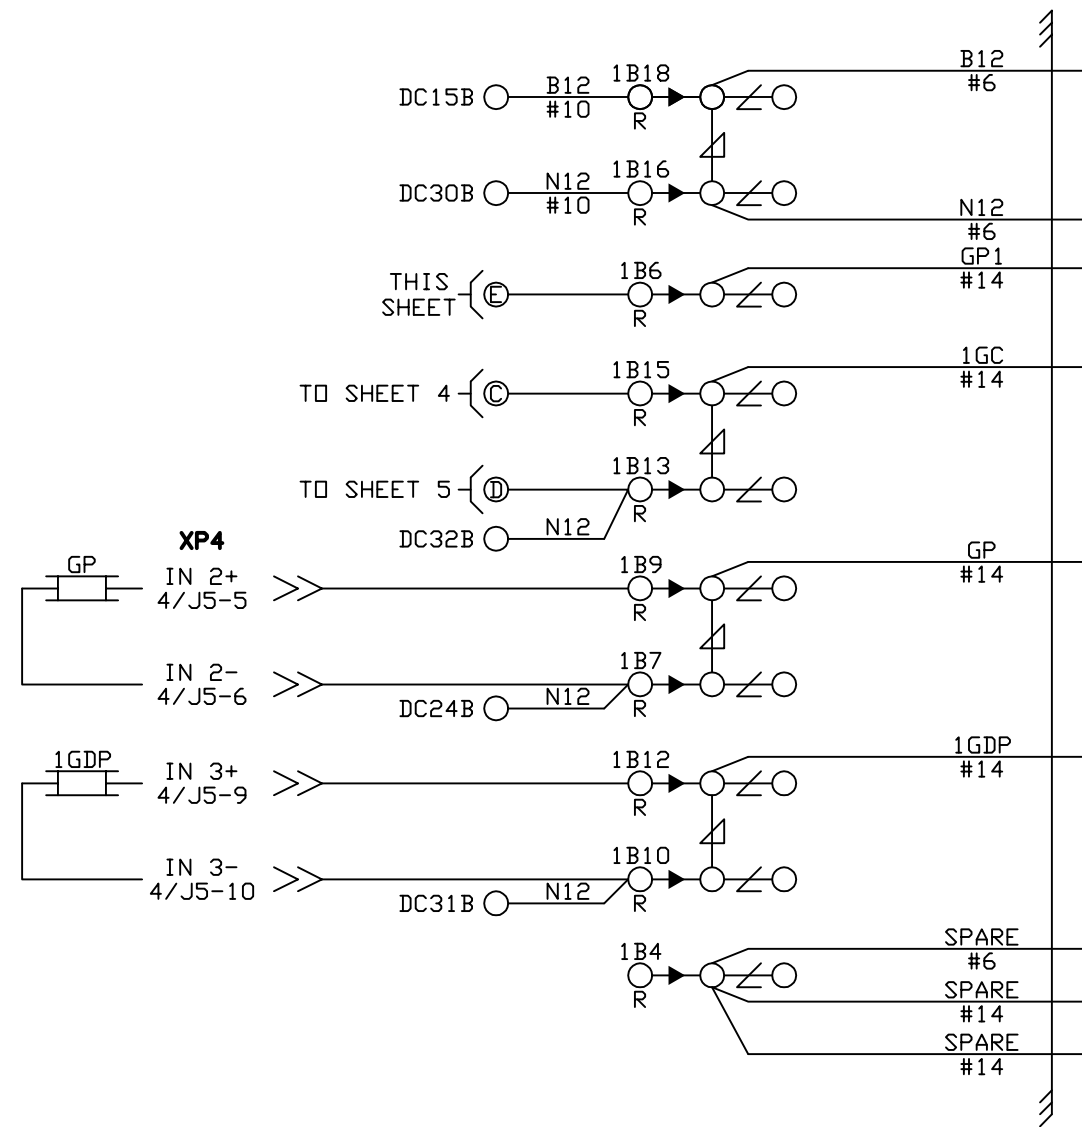 B12
#6
DC15B
B12
#10
1B18
R
DC30B
N12
#10
1B16
R
N12
#6
GP1
#14
THIS
SHEET
E
1B6
R
1GC
#14
TO SHEET 4
C
1B15
R
TO SHEET 5
D
1B13
R
DC32B
N12
XP4
GP
IN 2+
4/J5-5
1B9
R
GP
#14
IN 2-
4/J5-6
1B7
R
DC24B
N12
1GDP
IN 3+
4/J5-9
1B12
R
1GDP
#14
IN 3-
4/J5-10
1B10
R
DC31B
N12
1B4
R
SPARE
#6
SPARE
#14
SPARE
#14